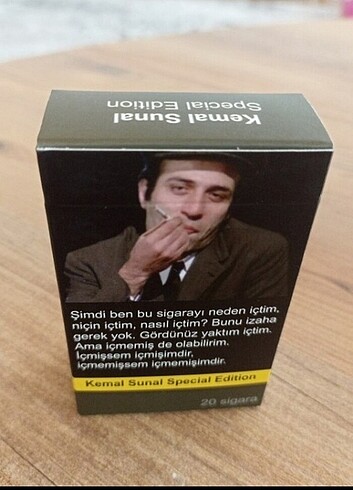 Kemal Sunal
Special Edition
Şimdi ben bu sigarayı neden içtim,
niçin içtim, nasıl içtim? Bunu izaha
gerek yok. Gördünüz yaktım içtim.
Ama içmemiş de olabilirim.
İçmişsem içmişimdir,
içmemişsem içmemişimdir.
Kemal Sunal Special Edition
20 sigara